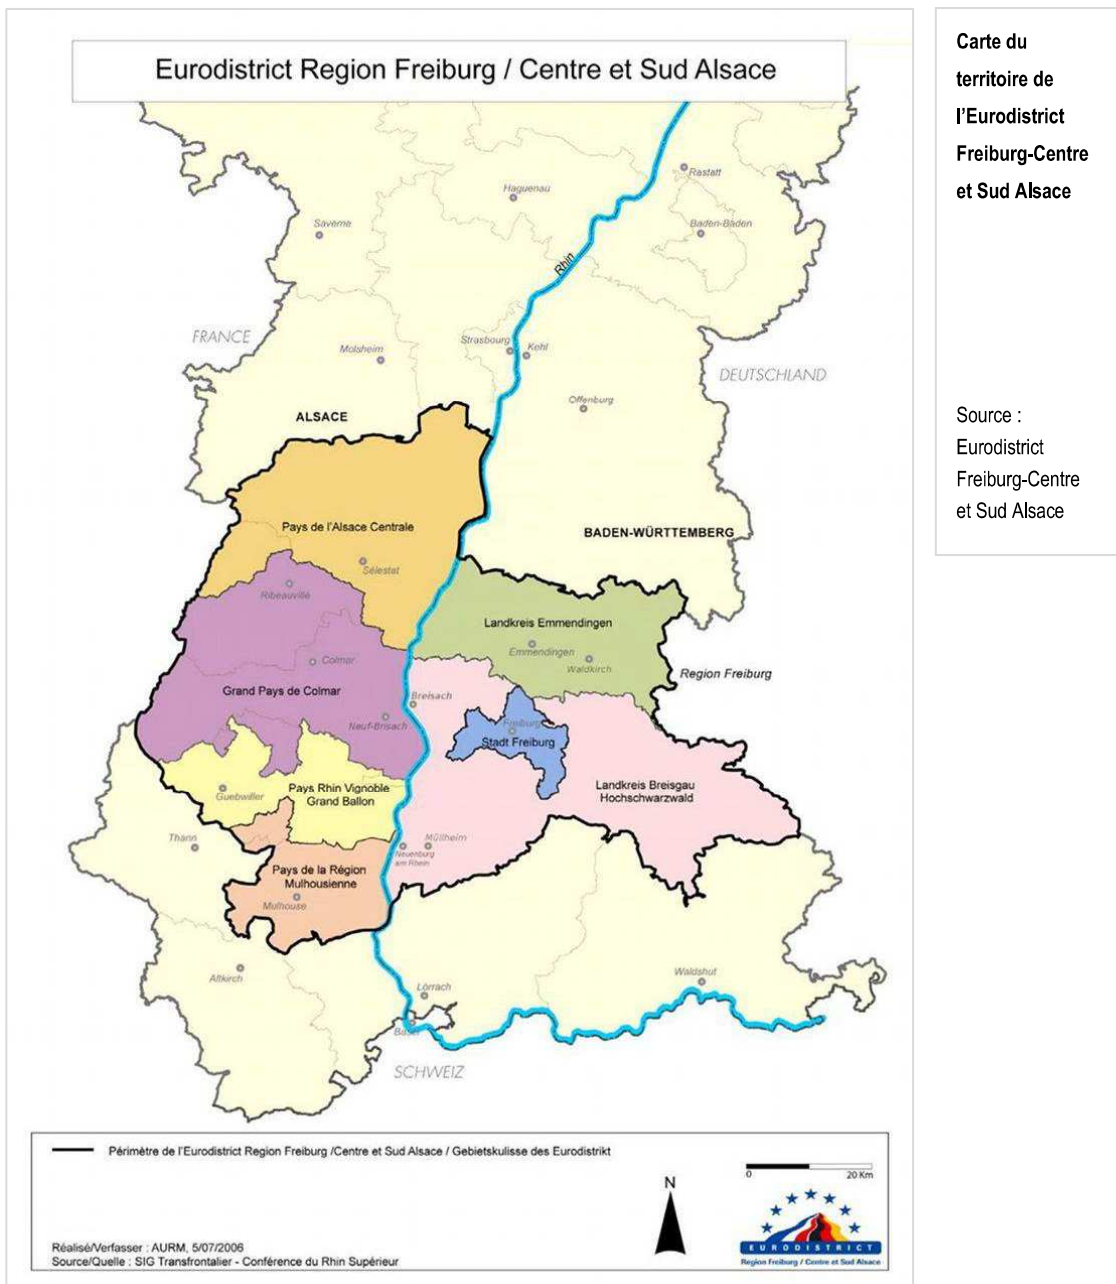 Eurodistrict Region Freiburg / Centre et Sud Alsace
Rastatt
Haguenau
Saverne
Baden-Baden
Rhin
FRANCE
Strasbourg
Kehl
Molsheim
DEUTSCHLAND
Offenburg
ALSACE
Pays de l'Alsace Centrale
BADEN-WÜRTTEMBERG
Sélestat
Ribeauvillé
Landkreis Emmendingen
Emmendingen
Waldkirch
Colmar
Region Freiburg
Grand Pays de Colmar
Breisach
Neuf-Brisach
Freiburg
Stadt Freiburg
Guebwiller
Pays Rhin Vignoble
Grand Ballon
Landkreis Breisgau
Hochschwarzwald
Thann
Müllheim
Neuenburg
am Rhein
Pays de la Région
Mulhousienne
Mulhouse
Altkirch
Lörrach
Waldshut
Basel
SCHWEIZ
Périmètre de l'Eurodistrict Region Freiburg /Centre et Sud Alsace / Gebietskulisse des Eurodistrikt
N
0 20 Km
Réalisé/Verfasser : AURM, 5/07/2006
Source/Quelle : SIG Transfrontalier - Conférence du Rhin Supérieur
EURODISTRICT
Region Freiburg / Centre et Sud Alsace
Carte du
territoire de
l'Eurodistrict
Freiburg-Centre
et Sud Alsace
Source :
Eurodistrict
Freiburg-Centre
et Sud Alsace